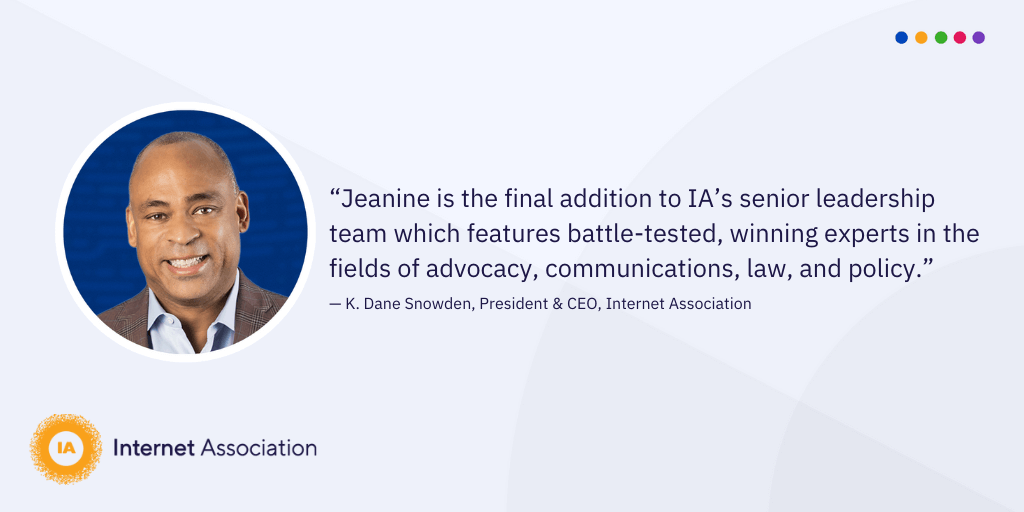 “Jeanine is the final addition to IA’s senior leadership
team which features battle-tested, winning experts in the
fields of advocacy, communications, law, and policy.”
— K. Dane Snowden, President & CEO, Internet Association
IA Internet Association